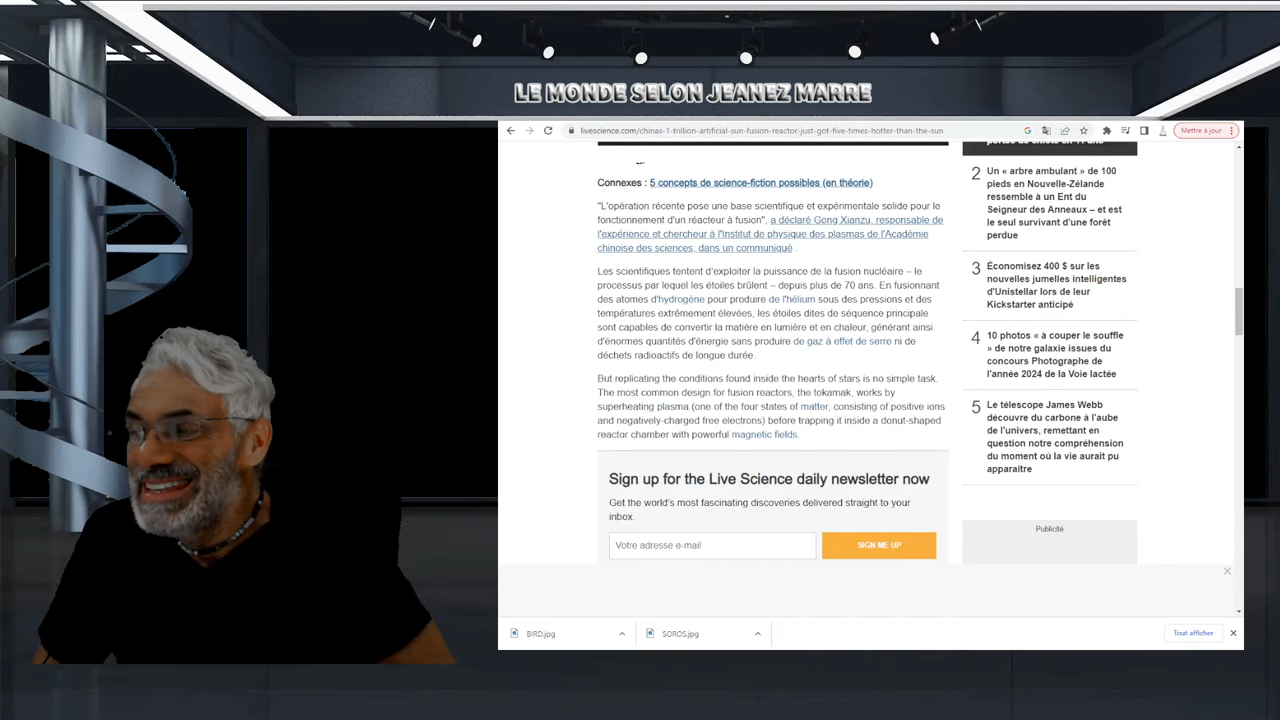 LE MONDE SELON JEANEZ MARRE
livescience.com/chinas-1-trillion-artificial-sun-fusion-reactor-just-got-five-times-hotter-than-the-sun
Mettre à jour
Connexes : 5 concepts de science-fiction possibles (en théorie)
"L'opération récente pose une base scientifique et expérimentale solide pour le
fonctionnement d'un réacteur à fusion", a déclaré Gong Xianzu, responsable de
l'expérience et chercheur à l'Institut de physique des plasmas de l'Académie
chinoise des sciences, dans un communiqué .
Les scientifiques tentent d'exploiter la puissance de la fusion nucléaire – le
processus par lequel les étoiles brûlent – depuis plus de 70 ans. En fusionnant
des atomes d'hydrogène pour produire de l'hélium sous des pressions et des
températures extrêmement élevées, les étoiles dites de séquence principale
sont capables de convertir la matière en lumière et en chaleur, générant ainsi
d'énormes quantités d'énergie sans produire de gaz à effet de serre ni de
déchets radioactifs de longue durée.
But replicating the conditions found inside the hearts of stars is no simple task.
The most common design for fusion reactors, the tokamak, works by
superheating plasma (one of the four states of matter, consisting of positive ions
and negatively-charged free electrons) before trapping it inside a donut-shaped
reactor chamber with powerful magnetic fields.
Sign up for the Live Science daily newsletter now
Get the world's most fascinating discoveries delivered straight to your
inbox.
Votre adresse e-mail
SIGN ME UP
2
Un « arbre ambulant » de 100
pieds en Nouvelle-Zélande
ressemble à un Ent du
Seigneur des Anneaux – et est
le seul survivant d'une forêt
perdue
3
Économisez 400 $ sur les
nouvelles jumelles intelligentes
d'Unistellar lors de leur
Kickstarter anticipé
4
10 photos « à couper le souffle
» de notre galaxie issues du
concours Photographe de
l'année 2024 de la Voie lactée
5
Le télescope James Webb
découvre du carbone à l'aube
de l'univers, remettant en
question notre compréhension
du moment où la vie aurait pu
apparaître
Publicité
BIRD.jpg
SOROS.jpg
Tout afficher